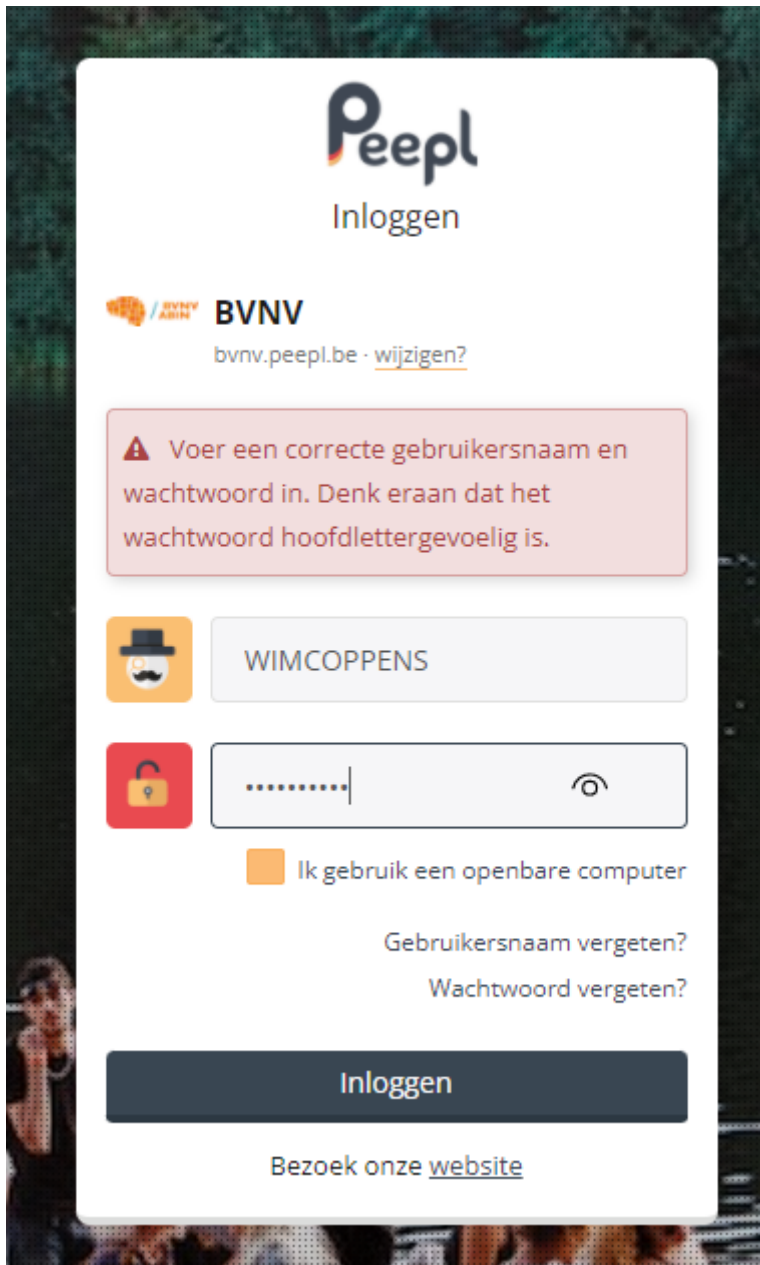 Peepl
Inloggen
BVNV
ABIN
BVNV
bvnv.peepl.be · wijzigen?
Voer een correcte gebruikersnaam en
wachtwoord in. Denk eraan dat het
wachtwoord hoofdlettergevoelig is.
WIMCOPPENS
••••••••••
Ik gebruik een openbare computer
Gebruikersnaam vergeten?
Wachtwoord vergeten?
Inloggen
Bezoek onze website